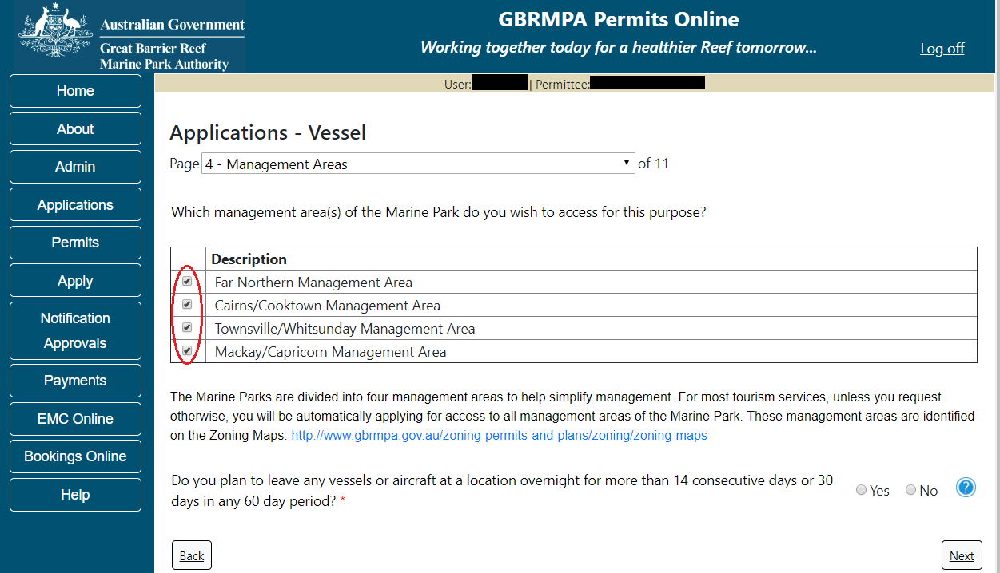 Australian Government
Great Barrier Reef
Marine Park Authority
GBRMPA Permits Online
Working together today for a healthier Reef tomorrow...
Log off
User: | Permittee:
Home
About
Admin
Applications
Permits
Apply
Notification
Approvals
Payments
EMC Online
Bookings Online
Help
Applications - Vessel
Page 4 - Management Areas of 11
Which management area(s) of the Marine Park do you wish to access for this purpose?
Description
Far Northern Management Area
Cairns/Cooktown Management Area
Townsville/Whitsunday Management Area
Mackay/Capricorn Management Area
The Marine Parks are divided into four management areas to help simplify management. For most tourism services, unless you request
otherwise, you will be automatically applying for access to all management areas of the Marine Park. These management areas are identified
on the Zoning Maps: http://www.gbrmpa.gov.au/zoning-permits-and-plans/zoning/zoning-maps
Do you plan to leave any vessels or aircraft at a location overnight for more than 14 consecutive days or 30
days in any 60 day period? *
Yes No ?
Back
Next